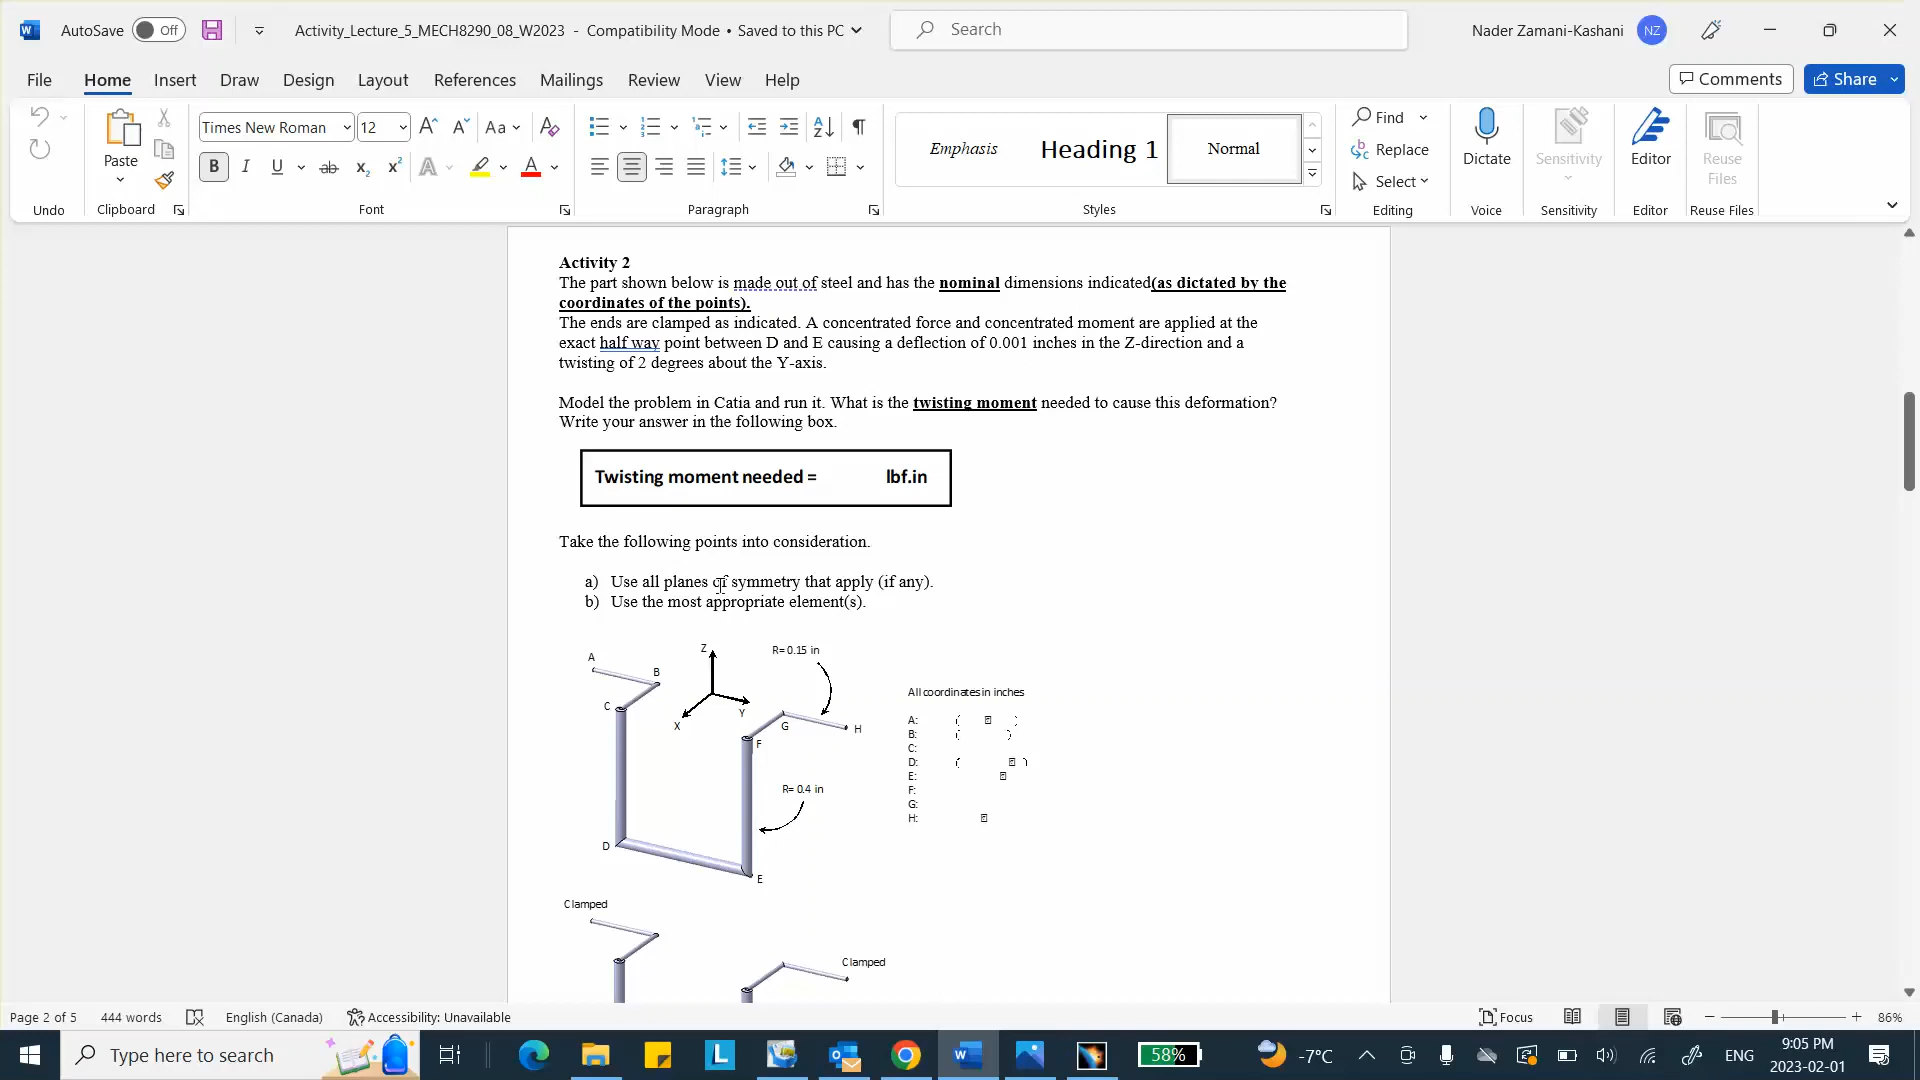 AutoSave Off Activity_Lecture_5_MECH8290_08_W2023 - Compatibility Mode • Saved to this PC Search Nader Zamani-Kashani NZ
File Home Insert Draw Design Layout References Mailings Review View Help Comments Share
Paste Times New Roman 12 Emphasis Heading 1 Normal Find Replace Select Dictate Sensitivity Editor Reuse Files
Undo Clipboard Font Paragraph Styles Editing Voice Sensitivity Editor Reuse Files
Activity 2
The part shown below is made out of steel and has the nominal dimensions indicated(as dictated by the
coordinates of the points).
The ends are clamped as indicated. A concentrated force and concentrated moment are applied at the
exact half way point between D and E causing a deflection of 0.001 inches in the Z-direction and a
twisting of 2 degrees about the Y-axis.
Model the problem in Catia and run it. What is the twisting moment needed to cause this deformation?
Write your answer in the following box.
Twisting moment needed = lbf.in
Take the following points into consideration.
a) Use all planes of symmetry that apply (if any).
b) Use the most appropriate element(s).
A
B
C
D
E
F
G
H
X
Y
Z
R= 0.15 in
R= 0.4 in
All coordinates in inches
A: ( )
B: ( )
C:
D: ( )
E:
F:
G:
H:
Clamped
Clamped
Page 2 of 5 444 words English (Canada) Accessibility: Unavailable Focus 86%
Type here to search 58% -7°C ENG 9:05 PM
2023-02-01